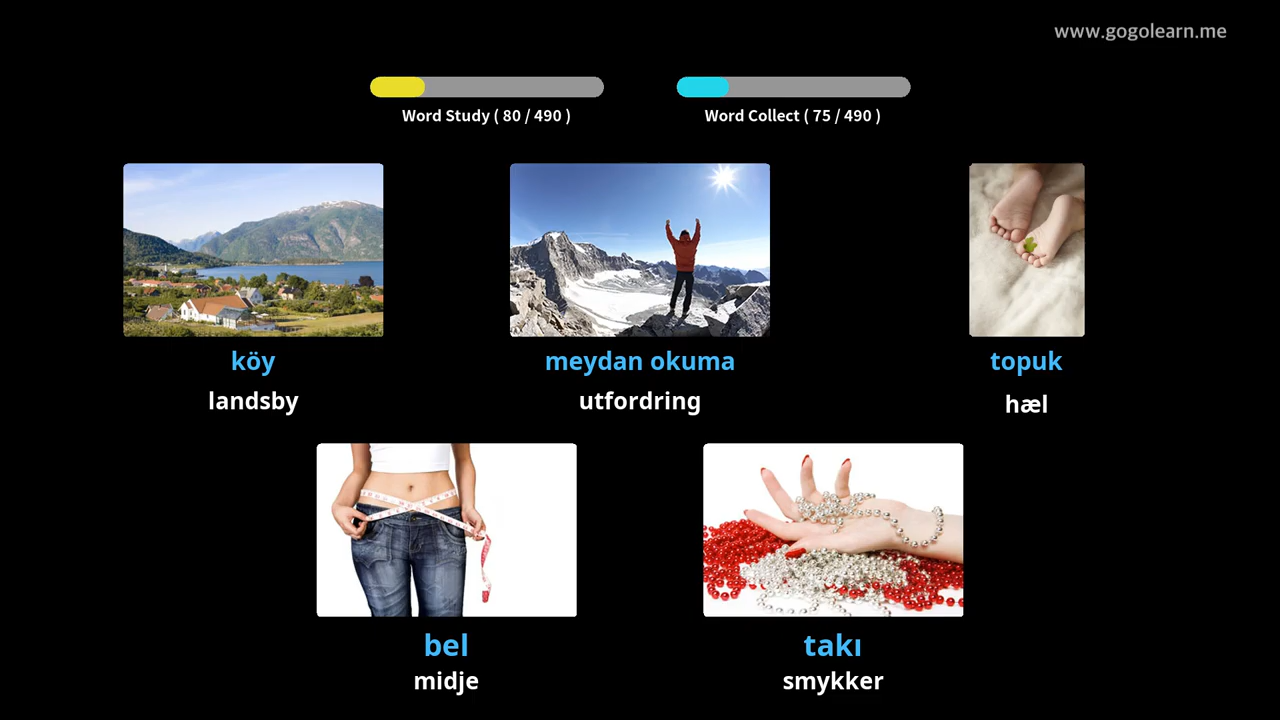 www.gogolearn.me
Word Study ( 80 / 490 )
Word Collect ( 75 / 490 )
köy
landsby
meydan okuma
utfordring
topuk
hæl
bel
midje
takı
smykker